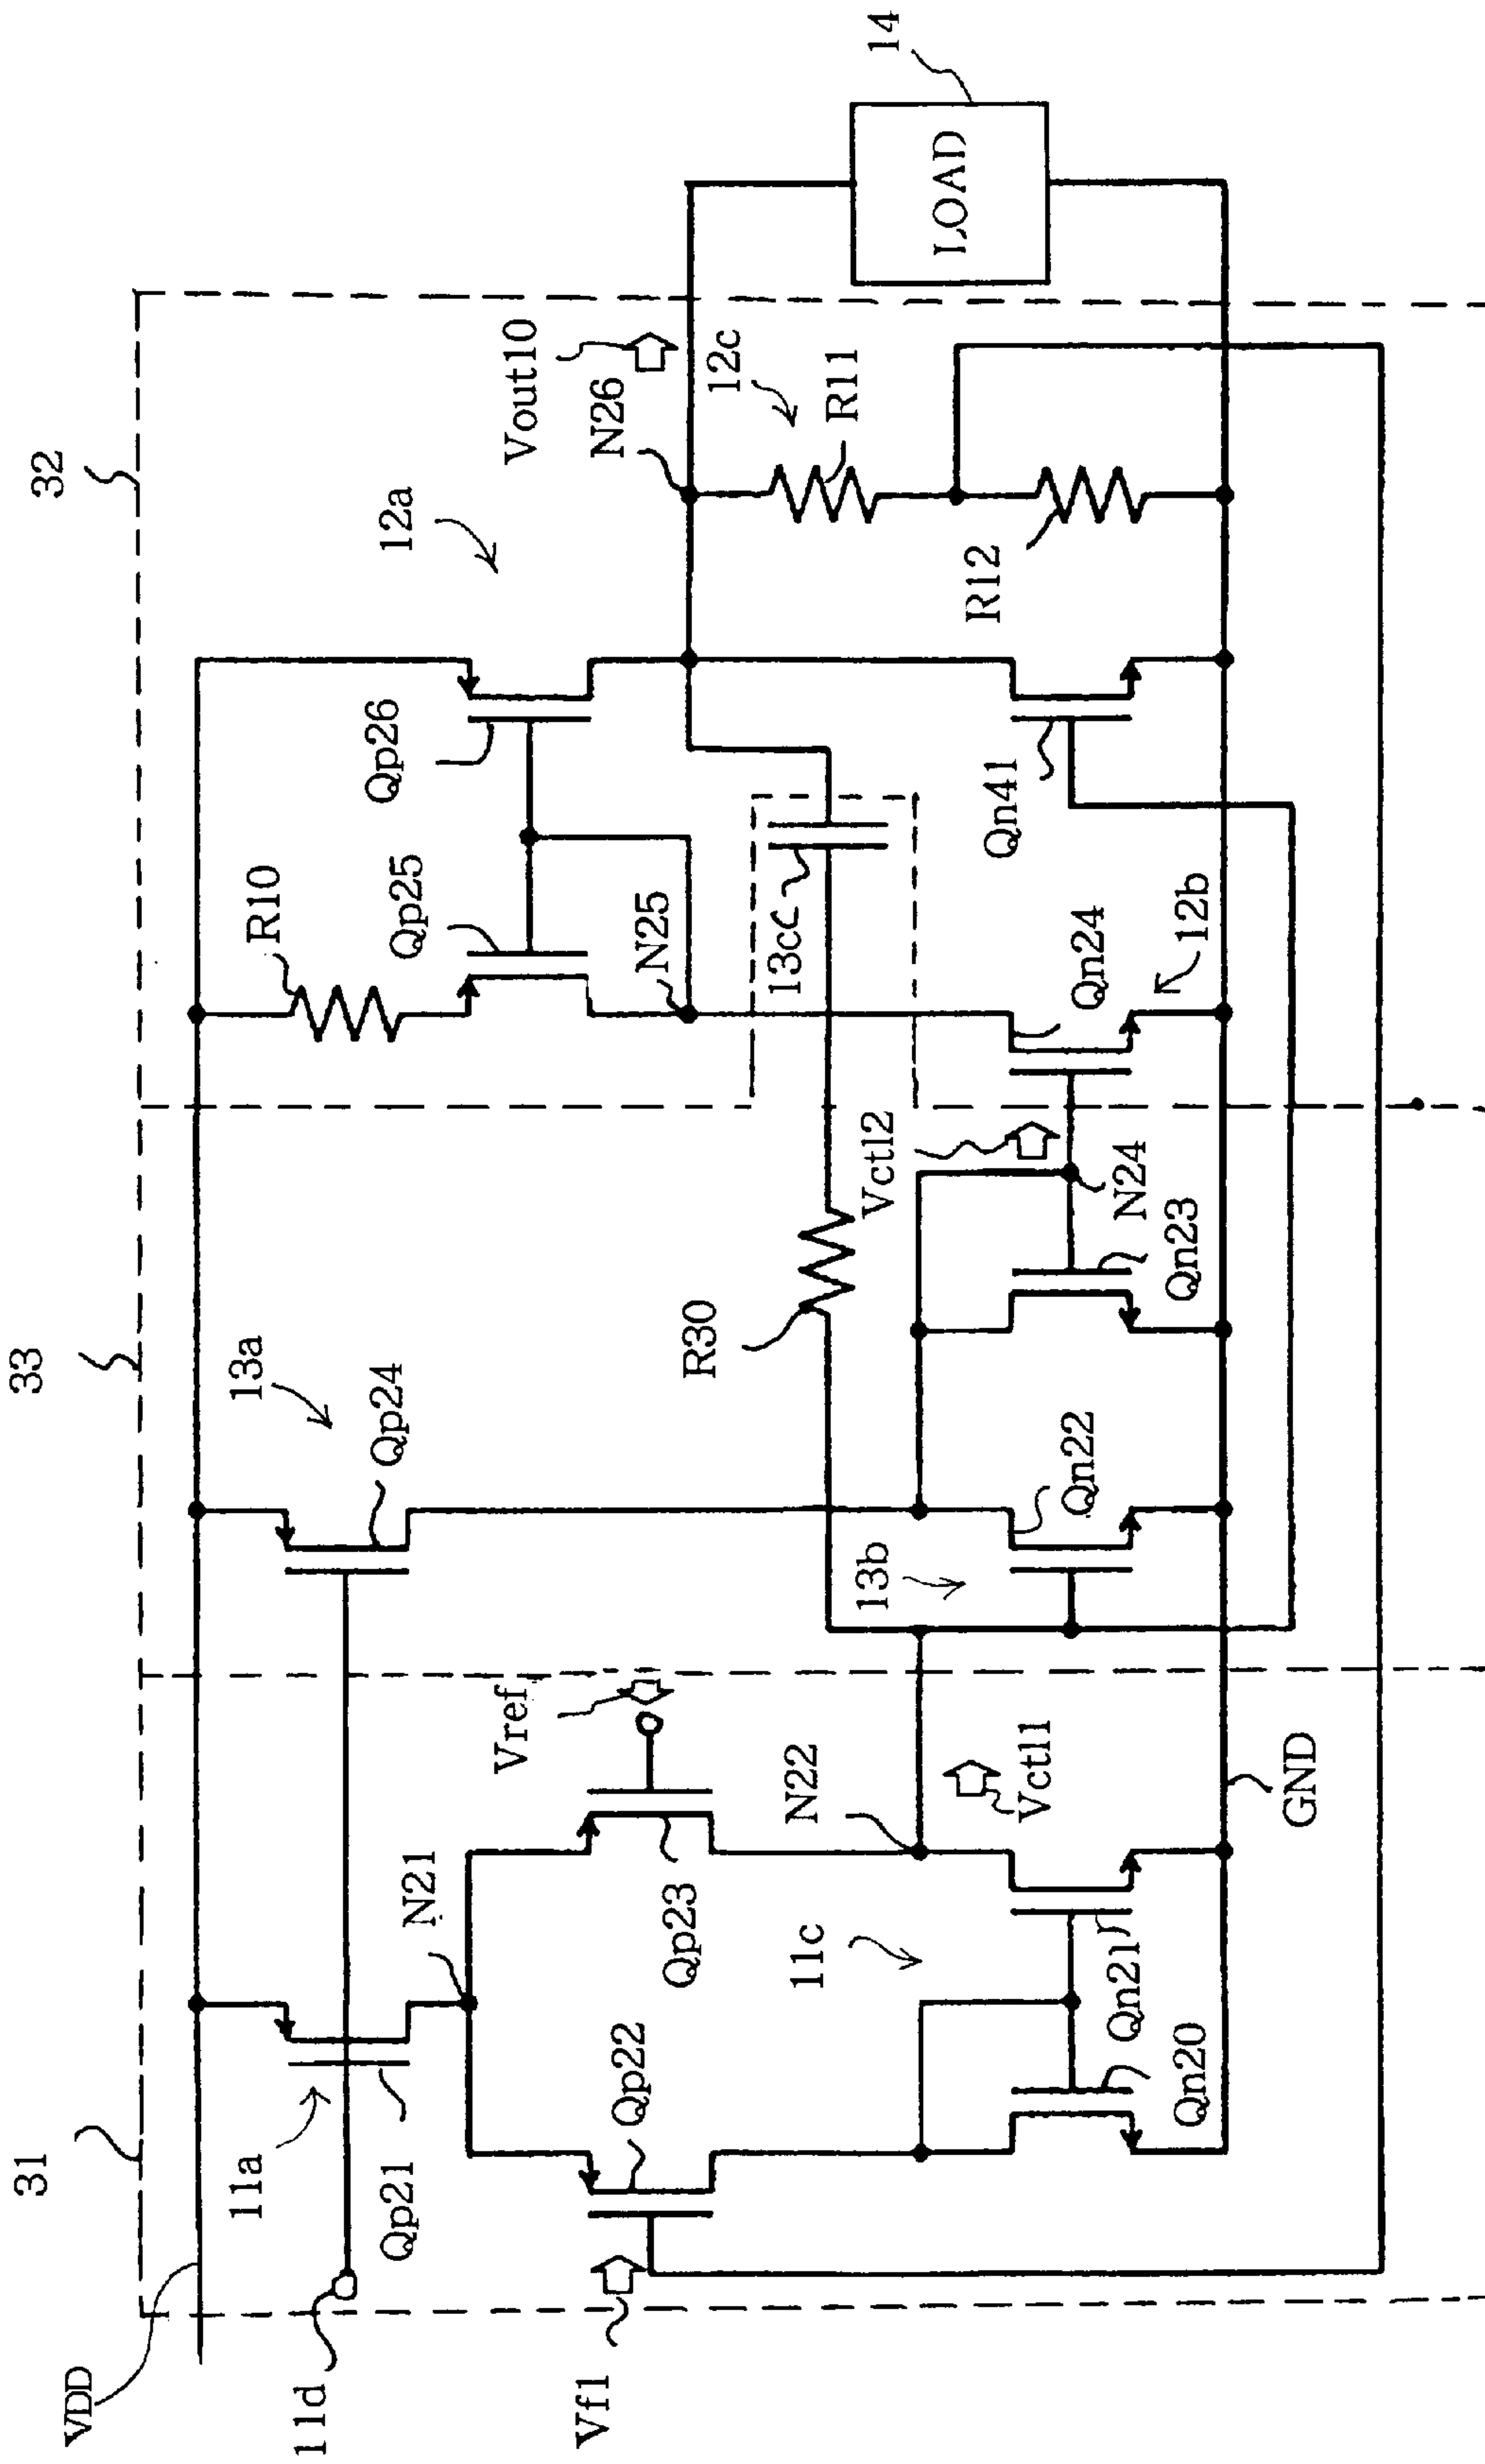 31
33
32
VDD
11d
11a
Qp21
N21
13a
Qp24
R10
Qp25
Qp26
12a
Vout10
N26
12c
R11
R12
14
LOAD
Vf1
Qp22
Vref
Qp23
N22
R30
N25
13c
11c
Vctl1
13b
Qn22
Vctl2
N24
Qn23
Qn24
12b
Qn41
Qn20
Qn21
GND